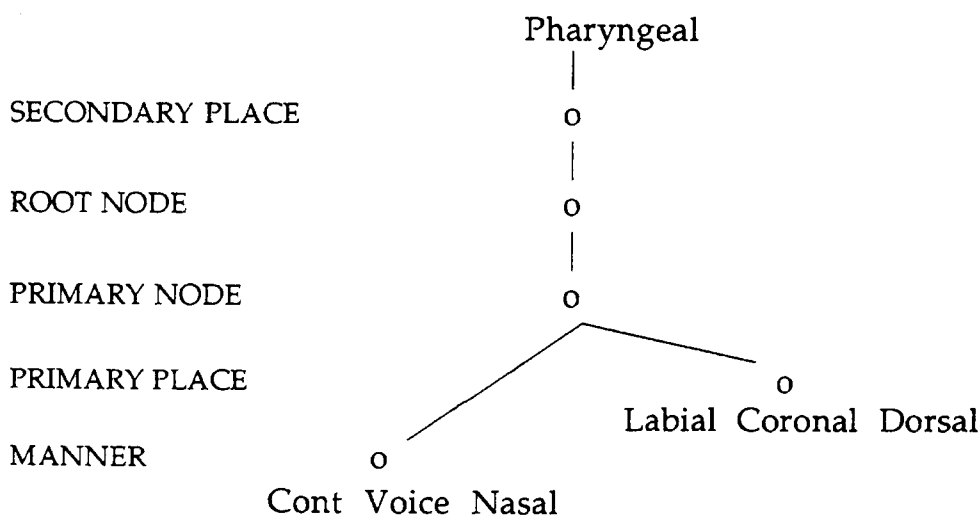 Pharyngeal
SECONDARY PLACE o
ROOT NODE o
PRIMARY NODE o
PRIMARY PLACE o
Labial Coronal Dorsal
MANNER o
Cont Voice Nasal